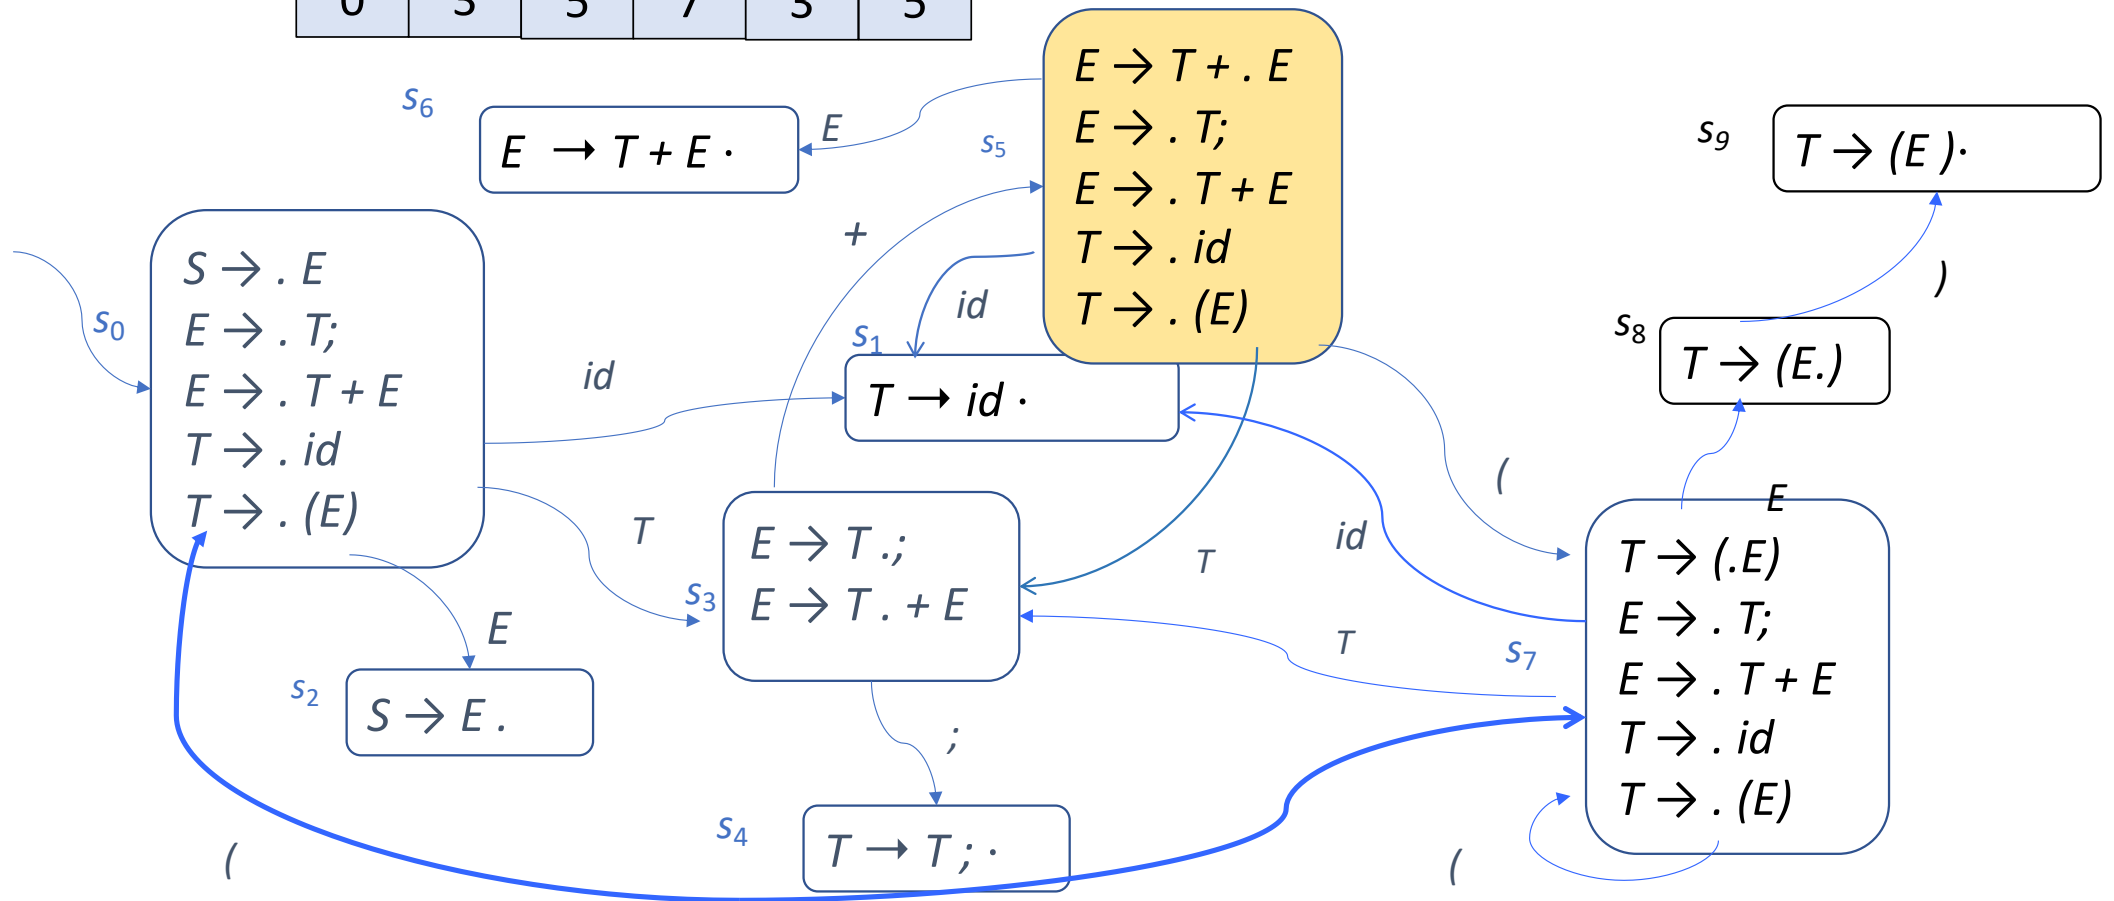 0 3 5 7 3 5
E → T + . E
E → . T;
E → . T + E
T → . id
T → . (E)
s5
s6
E → T + E ·
E
s9
T → (E )·
)
+
s0
S → . E
E → . T;
E → . T + E
T → . id
T → . (E)
id
id
s1
T → id ·
s8
T → (E.)
(
E
T
s3
E → T .;
E → T . + E
T
id
T
s7
T → (.E)
E → . T;
E → . T + E
T → . id
T → . (E)
E
s2
S → E .
;
s4
T → T ; ·
(
(